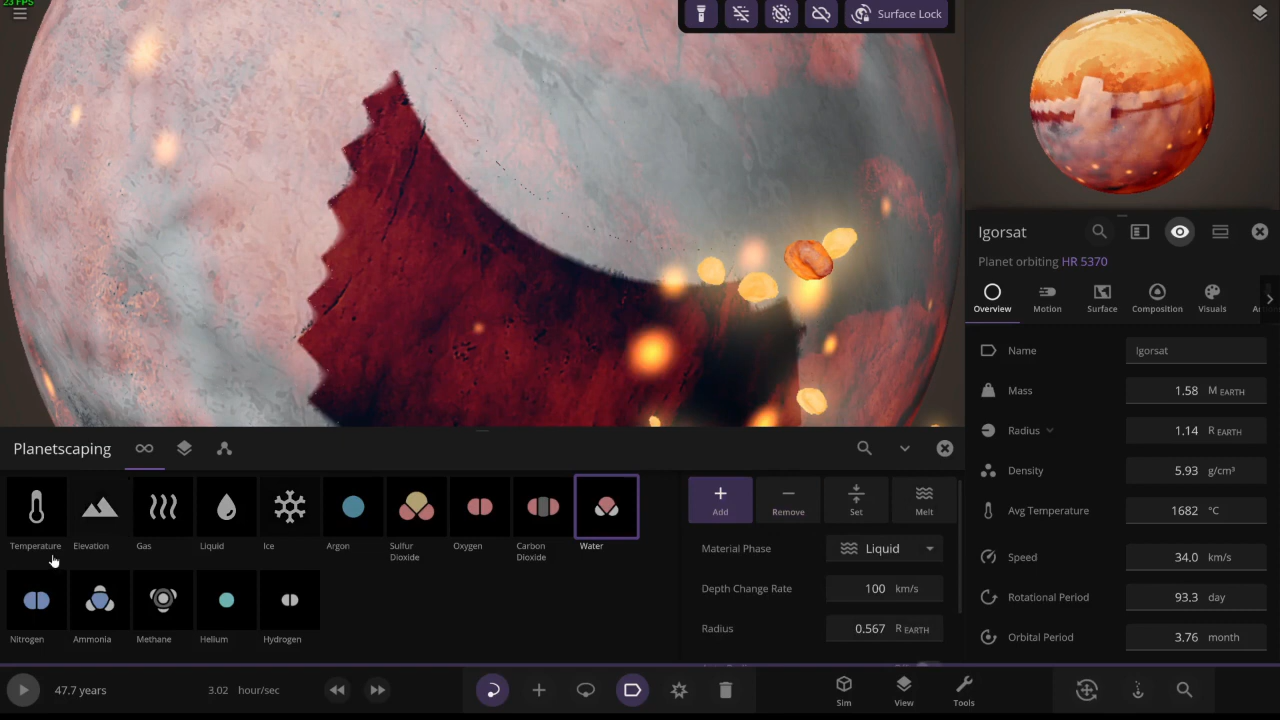 23 FPS
Surface Lock
Igorsat
Planet orbiting HR 5370
Overview
Motion
Surface
Composition
Visuals
Name
Igorsat
Mass
1.58 M EARTH
Radius
1.14 R EARTH
Density
5.93 g/cm³
Avg Temperature
1682 °C
Speed
34.0 km/s
Rotational Period
93.3 day
Orbital Period
3.76 month
Planetscaping
Temperature
Elevation
Gas
Liquid
Ice
Argon
Sulfur
Dioxide
Oxygen
Carbon
Dioxide
Water
Nitrogen
Ammonia
Methane
Helium
Hydrogen
Add
Remove
Set
Melt
Material Phase
Liquid
Depth Change Rate
100 km/s
Radius
0.567 R EARTH
47.7 years
3.02 hour/sec
Sim
View
Tools